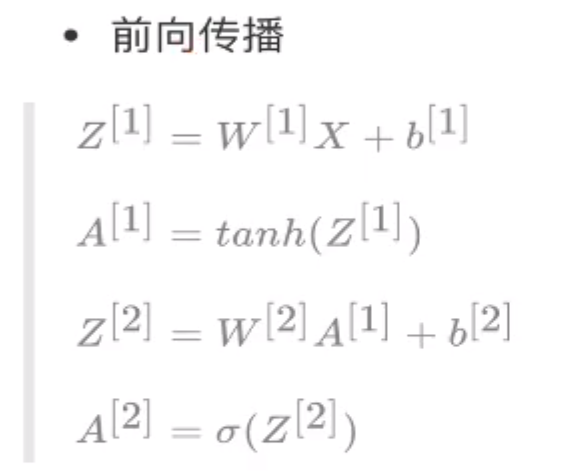 • 前向传播
Z^{[1]} = W^{[1]}X + b^{[1]}
A^{[1]} = tanh(Z^{[1]})
Z^{[2]} = W^{[2]}A^{[1]} + b^{[2]}
A^{[2]} = σ(Z^{[2]})